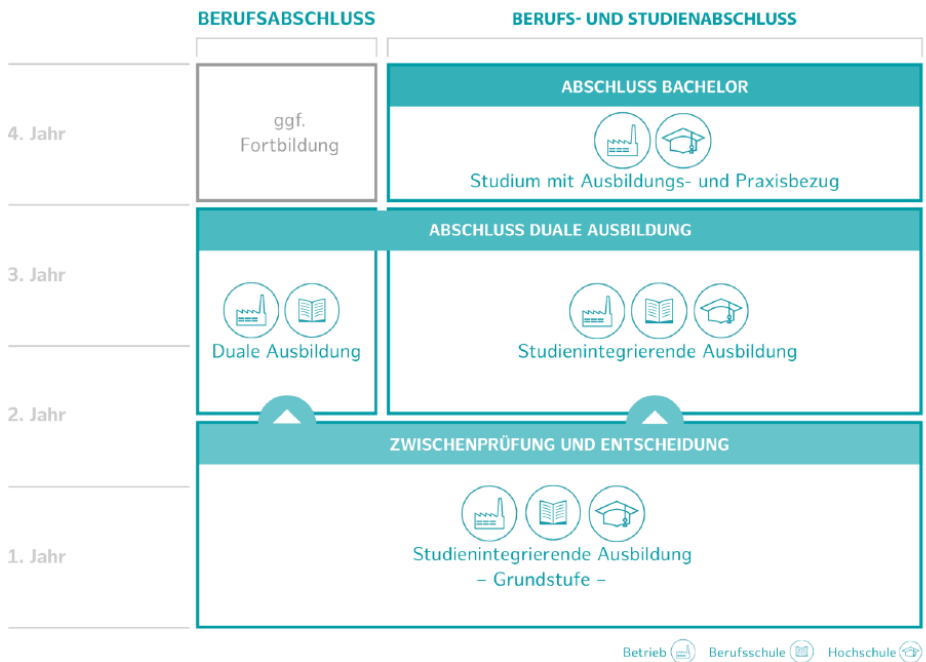 BERUFSABSCHLUSS
BERUFS- UND STUDIENABSCHLUSS
4. Jahr
ggf.
Fortbildung
ABSCHLUSS BACHELOR
Studium mit Ausbildungs- und Praxisbezug
ABSCHLUSS DUALE AUSBILDUNG
3. Jahr
Duale Ausbildung
Studienintegrierende Ausbildung
2. Jahr
ZWISCHENPRÜFUNG UND ENTSCHEIDUNG
1. Jahr
Studienintegrierende Ausbildung
– Grundstufe –
Betrieb Berufsschule Hochschule